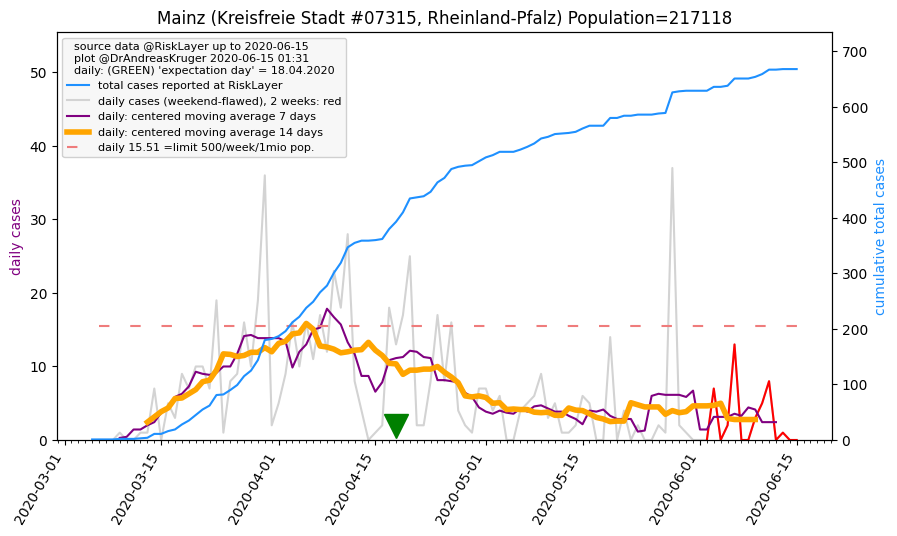 Mainz (Kreisfreie Stadt #07315, Rheinland-Pfalz) Population=217118
source data @RiskLayer up to 2020-06-15
plot @DrAndreasKruger 2020-06-15 01:31
daily: (GREEN) 'expectation day' = 18.04.2020
total cases reported at RiskLayer
daily cases (weekend-flawed), 2 weeks: red
daily: centered moving average 7 days
daily: centered moving average 14 days
daily 15.51 =limit 500/week/1mio pop.
daily cases
50
40
30
20
10
0
cumulative total cases
700
600
500
400
300
200
100
0
2020-03-01
2020-03-15
2020-04-01
2020-04-15
2020-05-01
2020-05-15
2020-06-01
2020-06-15